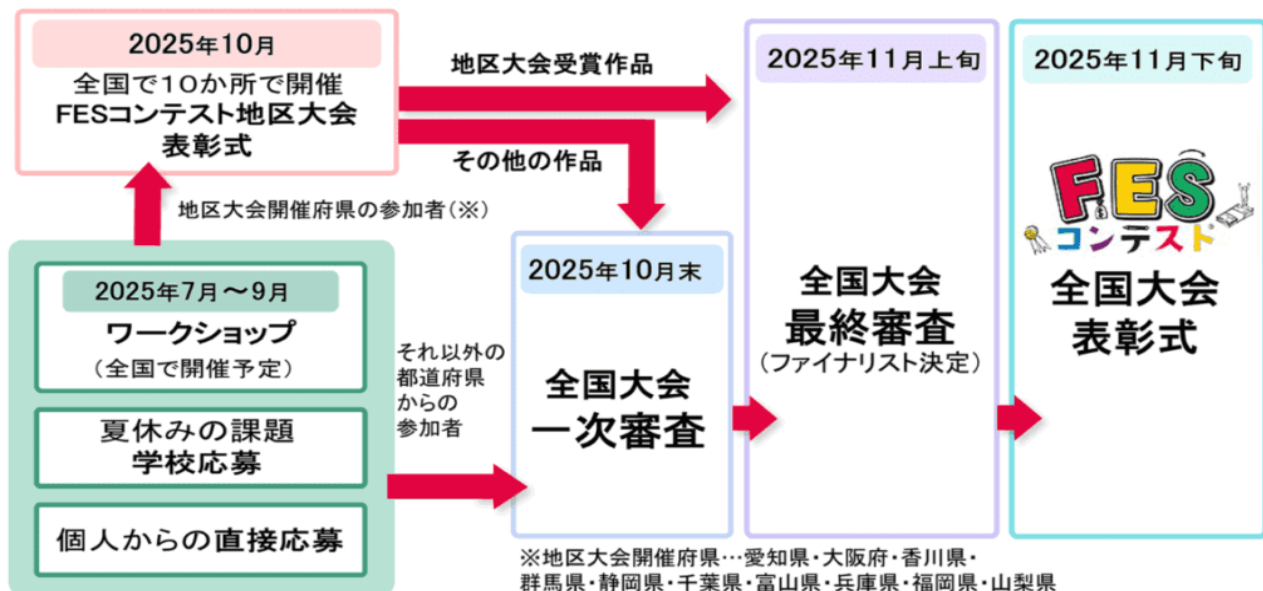 2025年10月
全国で10か所で開催
FESコンテスト地区大会
表彰式
地区大会受賞作品
その他の作品
地区大会開催府県の参加者(※)
2025年7月~9月
ワークショップ
(全国で開催予定)
夏休みの課題
学校応募
個人からの直接応募
それ以外の
都道府県
からの
参加者
2025年10月末
全国大会
一次審査
2025年11月上旬
全国大会
最終審査
(ファイナリスト決定)
2025年11月下旬
FES
コンテスト
全国大会
表彰式
※地区大会開催府県…愛知県・大阪府・香川県・
群馬県・静岡県・千葉県・富山県・兵庫県・福岡県・山梨県